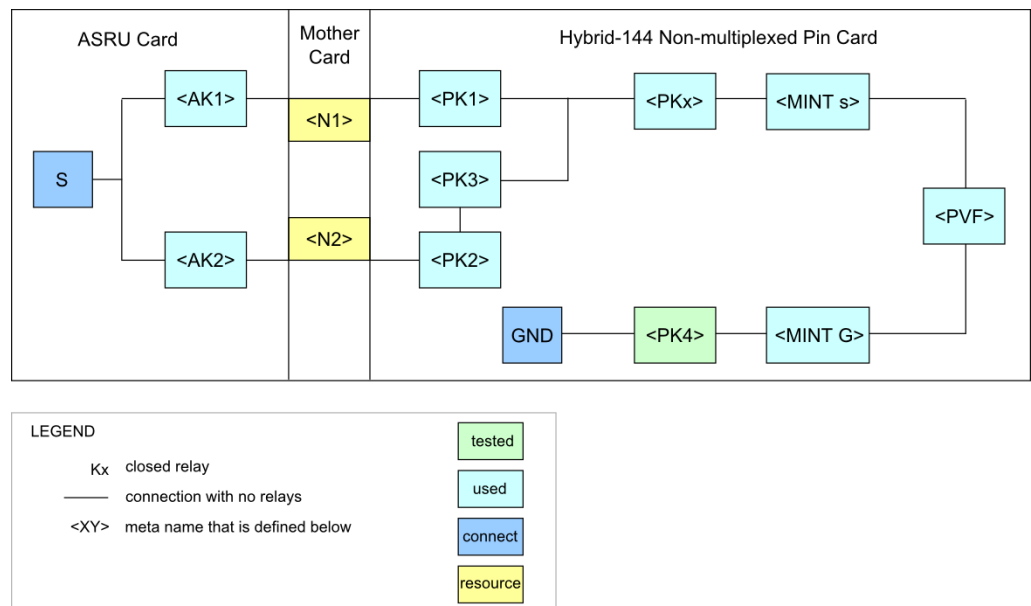 ASRU Card
Mother
Card
Hybrid-144 Non-multiplexed Pin Card
<AK1>
<N1>
<PK1>
<PKx>
<MINT s>
S
<PK3>
<PVF>
<AK2>
<N2>
<PK2>
GND
<PK4>
<MINT G>
LEGEND
Kx closed relay
connection with no relays
<XY> meta name that is defined below
tested
used
connect
resource